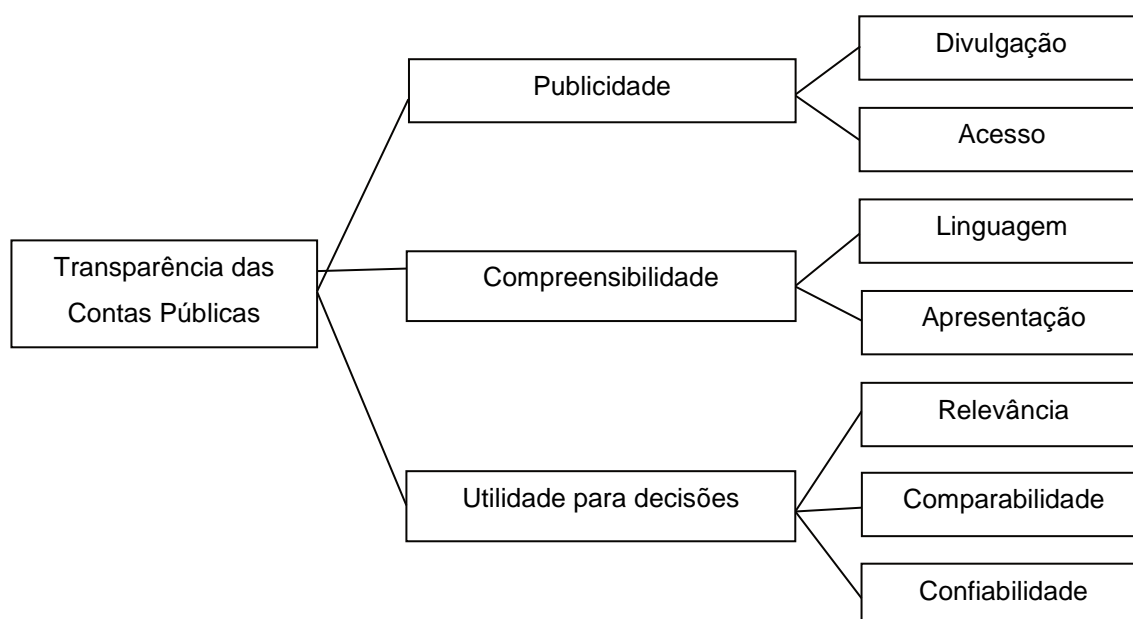 Transparência das
Contas Públicas
Publicidade
Divulgação
Acesso
Compreensibilidade
Linguagem
Apresentação
Utilidade para decisões
Relevância
Comparabilidade
Confiabilidade